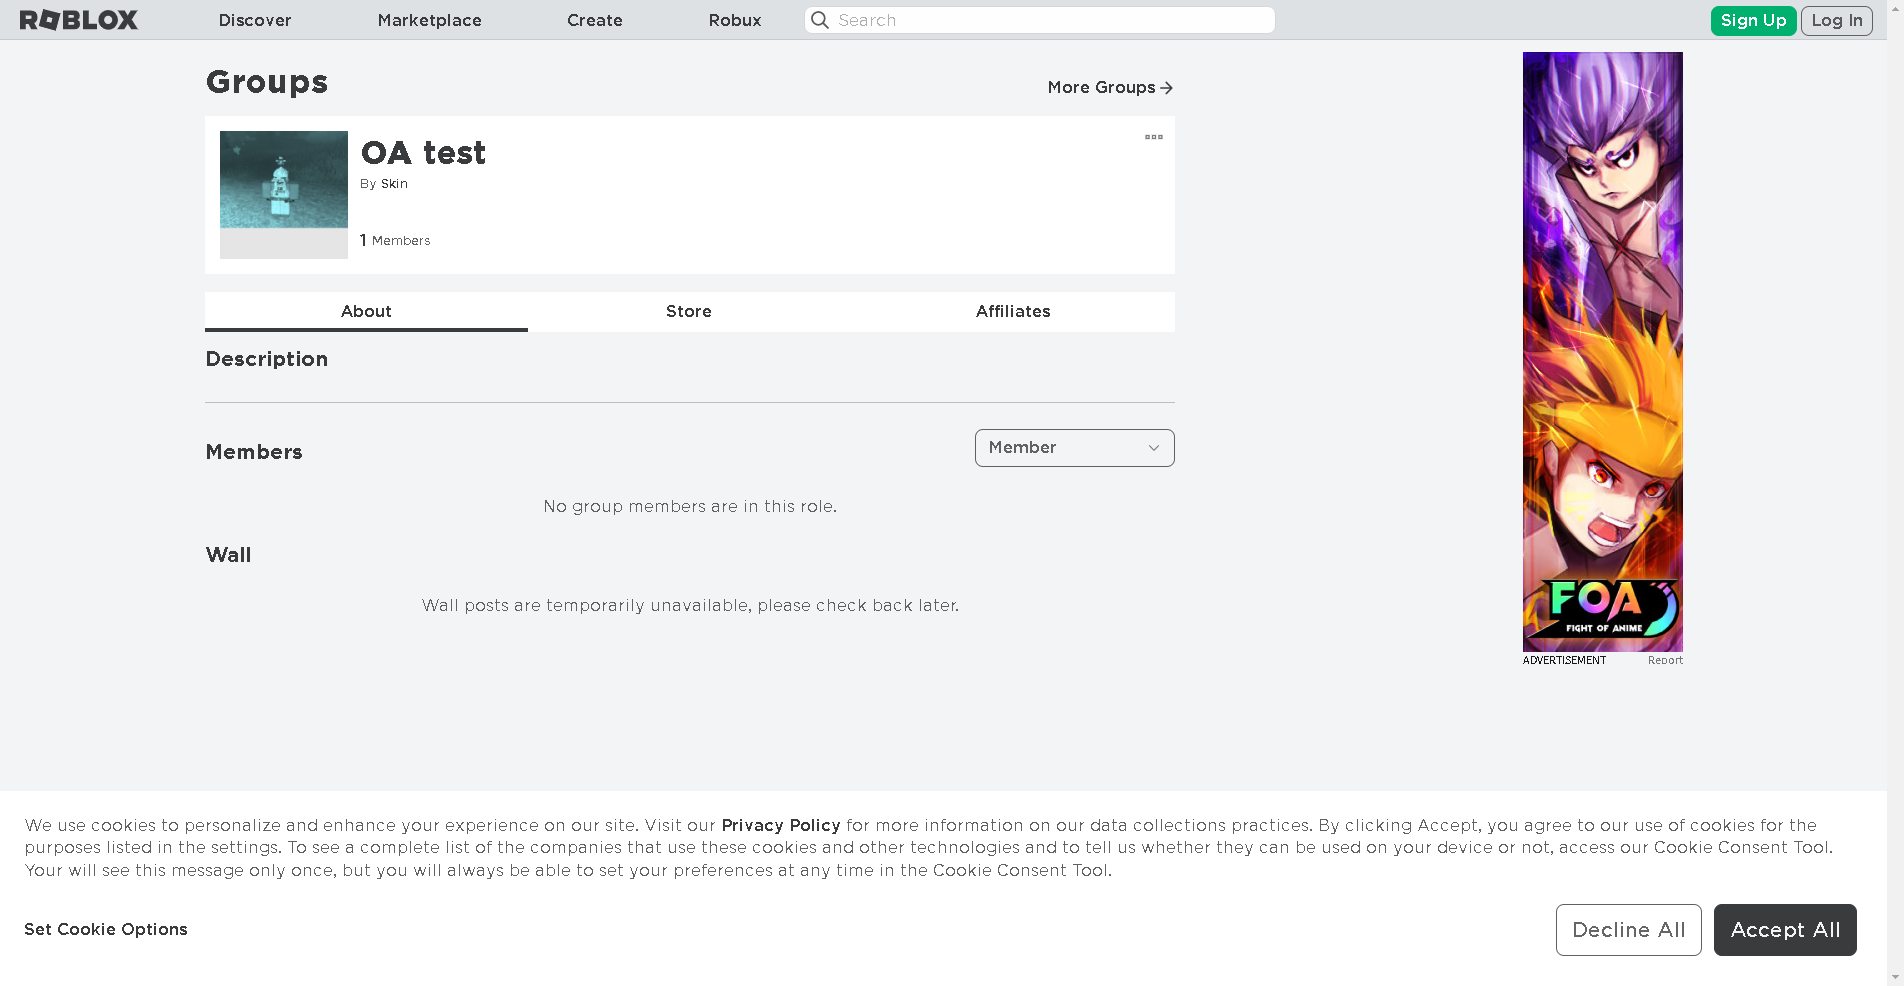 ROBLOX Discover Marketplace Create Robux Search Sign Up Log In
Groups
More Groups
OA test
By Skin
1 Members
About Store Affiliates
Description
Members
Member
No group members are in this role.
Wall
Wall posts are temporarily unavailable, please check back later.
FOA
FIGHT OF ANIME
ADVERTISEMENT Report
We use cookies to personalize and enhance your experience on our site. Visit our Privacy Policy for more information on our data collections practices. By clicking Accept, you agree to our use of cookies for the
purposes listed in the settings. To see a complete list of the companies that use these cookies and other technologies and to tell us whether they can be used on your device or not, access our Cookie Consent Tool.
Your will see this message only once, but you will always be able to set your preferences at any time in the Cookie Consent Tool.
Set Cookie Options
Decline All
Accept All